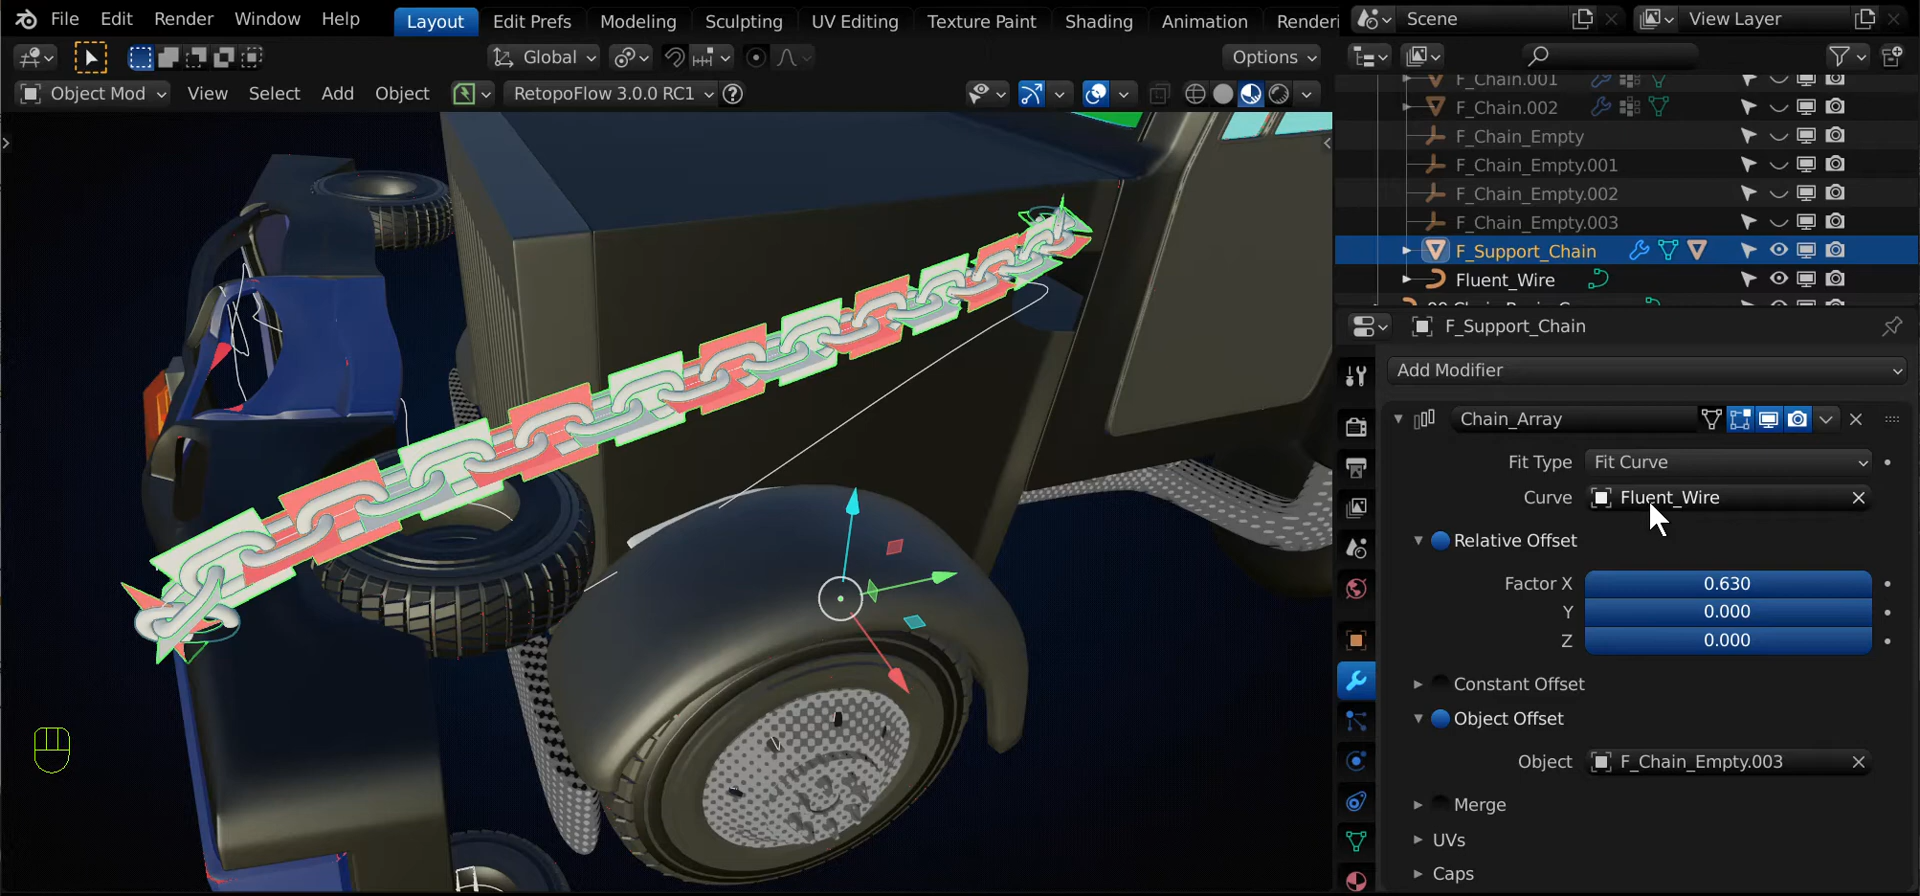 File Edit Render Window Help Layout Edit Prefs Modeling Sculpting UV Editing Texture Paint Shading Animation Renderi Scene View Layer
Global Options
Object Mod View Select Add Object RetopoFlow 3.0.0 RC1
F_Chain.001
F_Chain.002
F_Chain_Empty
F_Chain_Empty.001
F_Chain_Empty.002
F_Chain_Empty.003
F_Support_Chain
Fluent_Wire
F_Support_Chain
Add Modifier
Chain_Array
Fit Type Fit Curve
Curve Fluent_Wire
Relative Offset
Factor X 0.630
Y 0.000
Z 0.000
Constant Offset
Object Offset
Object F_Chain_Empty.003
Merge
UVs
Caps